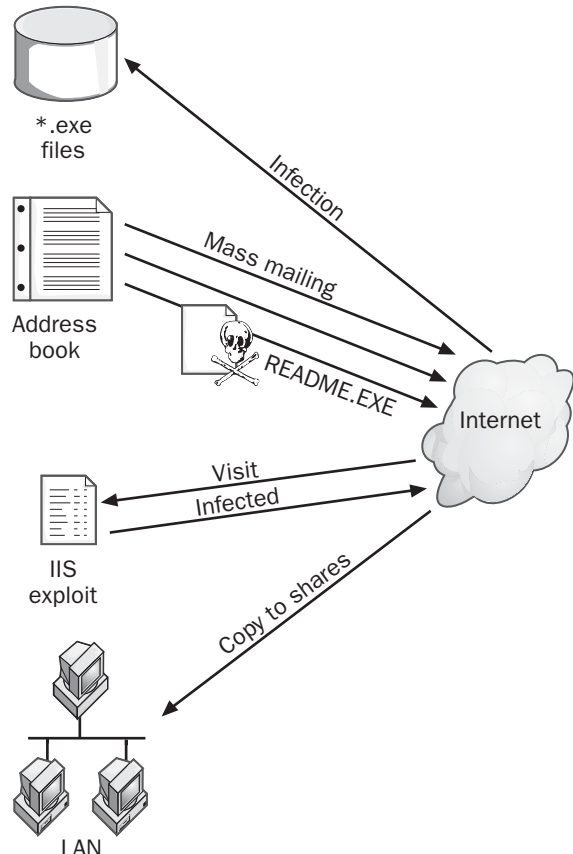 *.exe
files
Infection
Mass mailing
Address
book
README.EXE
Internet
Visit
Infected
IIS
exploit
Copy to shares
LAN